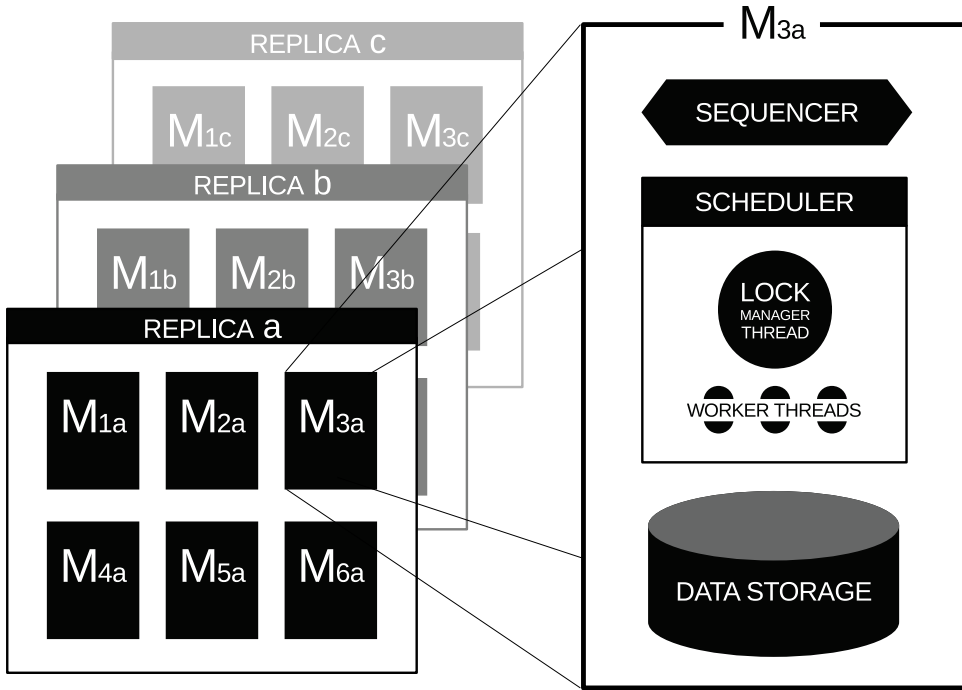 REPLICA c
M1c M2c M3c
REPLICA b
M1b M2b M3b
REPLICA a
M1a M2a M3a
M4a M5a M6a
M3a
SEQUENCER
SCHEDULER
LOCK
MANAGER
THREAD
WORKER THREADS
DATA STORAGE